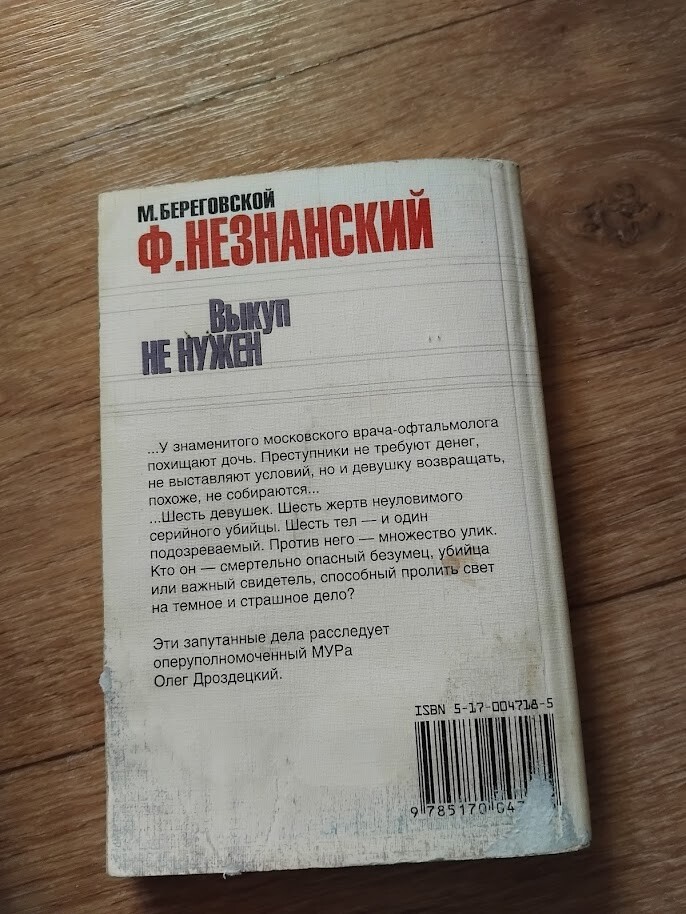 М.БЕРЕГОВСКОЙ
Ф.НЕЗНАНСКИЙ
Выкуп
НЕ НУЖЕН
...У знаменитого московского врача-офтальмолога
похищают дочь. Преступники не требуют денег,
не выставляют условий, но и девушку возвращать,
похоже, не собираются...
...Шесть девушек. Шесть жертв неуловимого
серийного убийцы. Шесть тел — и один
подозреваемый. Против него — множество улик.
Кто он — смертельно опасный безумец, убийца
или важный свидетель, способный пролить свет
на темное и страшное дело?
Эти запутанные дела расследует
оперуполномоченный МУРа
Олег Дроздецкий.
ISBN 5-17-004718-5
9 785170 04